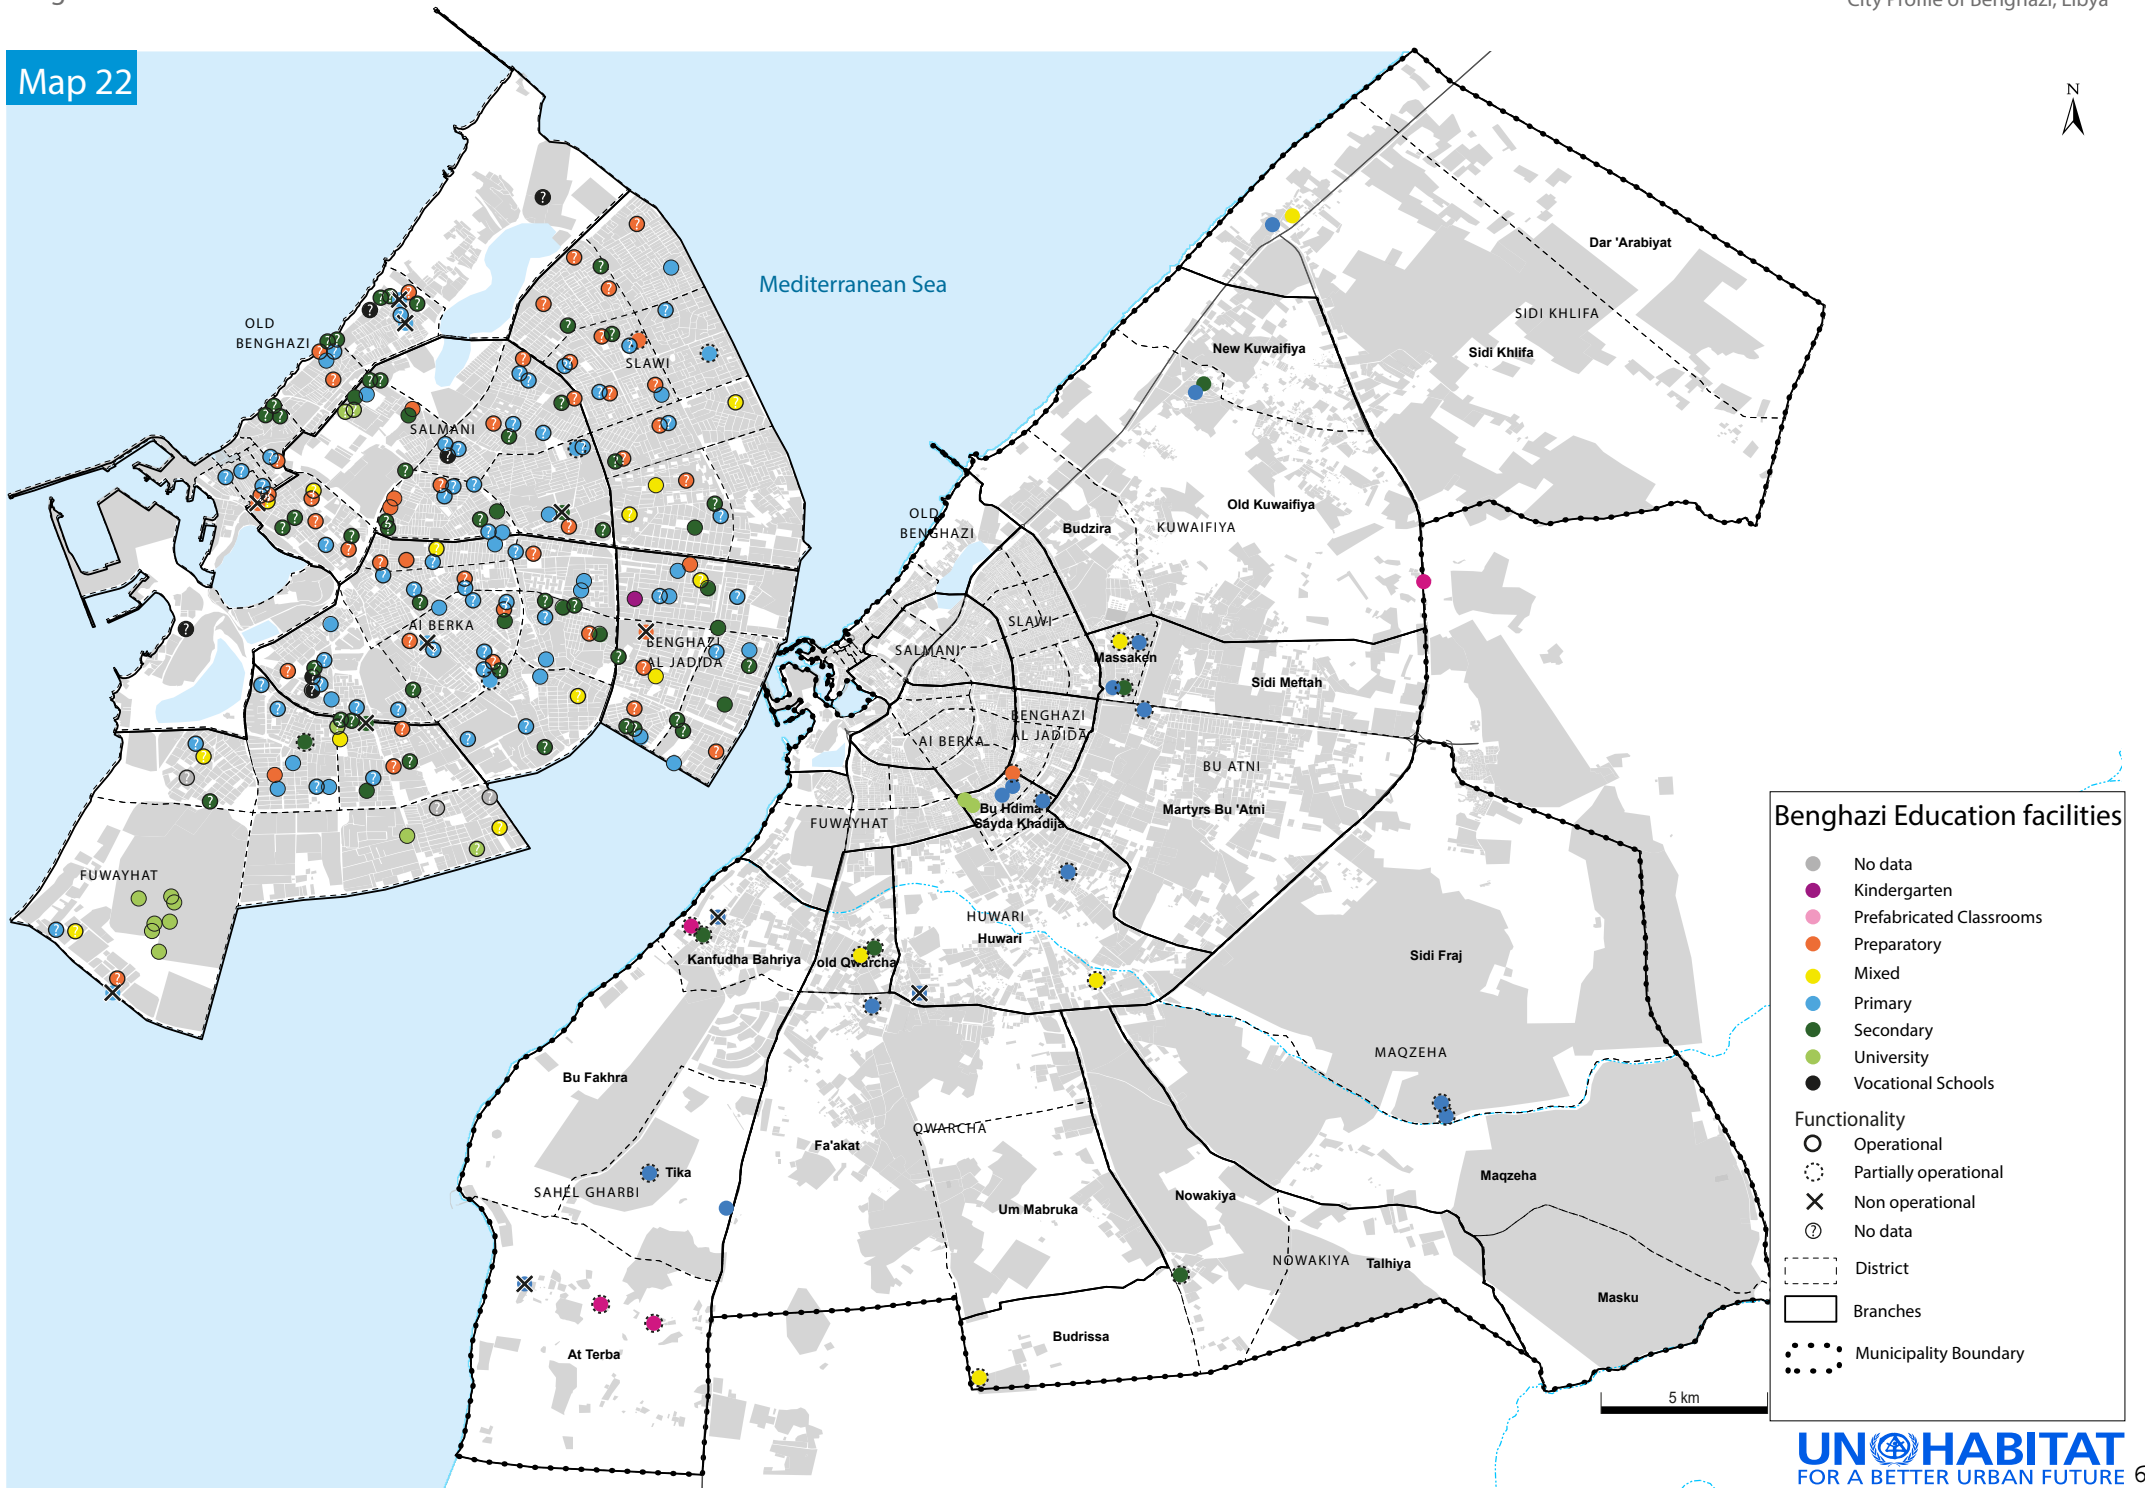 City Profile of Benghazi, Libya
Map 22
N
Mediterranean Sea
OLD
BENGHAZI
SLAWI
SALMANI
AI BERKA
BENGHAZI
AL JADIDA
FUWAYHAT
Dar 'Arabiyat
SIDI KHLIFA
Sidi Khlifa
New Kuwaifiya
Old Kuwaifiya
KUWAIFIYA
Budzira
OLD
BENGHAZI
SLAWI
SALMANI
Massaken
Sidi Meftah
BENGHAZI
AL JADIDA
AI BERKA
BU ATNI
Martyrs Bu 'Atni
Bu Hdima
Sayda Khadija
FUWAYHAT
HUWARI
Huwari
Kanfudha Bahriya
old Qwarcha
Sidi Fraj
MAQZEHA
Bu Fakhra
Fa'akat
QWARCHA
Tika
SAHEL GHARBI
Um Mabruka
Nowakiya
Maqzeha
NOWAKIYA
Talhiya
Masku
Budrissa
At Terba
5 km
Benghazi Education facilities
No data
Kindergarten
Prefabricated Classrooms
Preparatory
Mixed
Primary
Secondary
University
Vocational Schools
Functionality
Operational
Partially operational
Non operational
? No data
District
Branches
Municipality Boundary
UN HABITAT
FOR A BETTER URBAN FUTURE
6